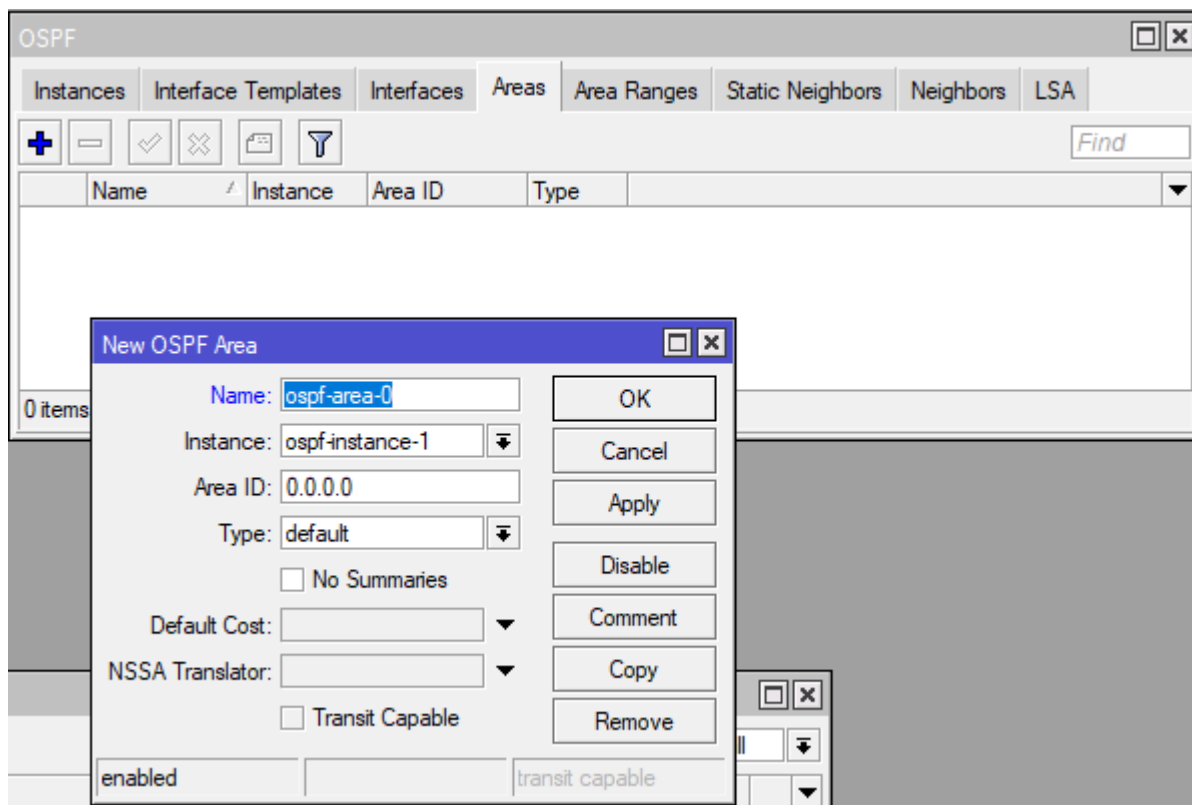 OSPF
Instances Interface Templates Interfaces Areas Area Ranges Static Neighbors Neighbors LSA
Find
Name Instance Area ID Type
0 items
New OSPF Area
Name: ospf-area-0
OK
Instance: ospf-instance-1
Cancel
Area ID: 0.0.0.0
Apply
Type: default
No Summaries
Disable
Default Cost:
Comment
NSSA Translator:
Copy
Transit Capable
Remove
enabled
transit capable